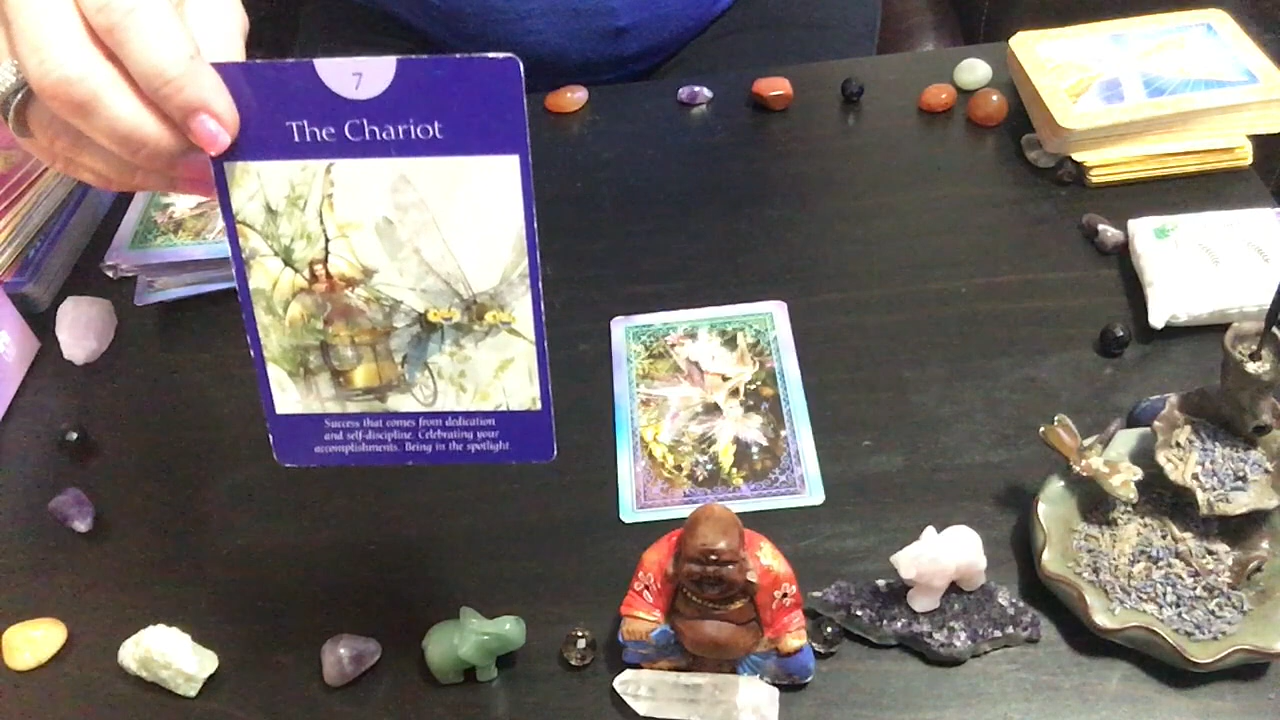 7
The Chariot
Success that comes from dedication
and self-discipline. Celebrating your
accomplishments. Being in the spotlight.